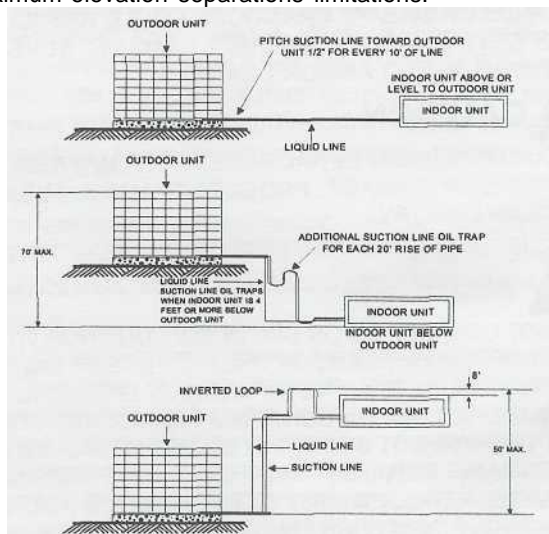 ximum elevation separations limitations.
OUTDOOR UNIT
PITCH SUCTION LINE TOWARD OUTDOOR
UNIT 1/2" FOR EVERY 10' OF LINE
INDOOR UNIT ABOVE OR
LEVEL TO OUTDOOR UNIT
INDOOR UNIT
LIQUID LINE
OUTDOOR UNIT
70' MAX.
ADDITIONAL SUCTION LINE OIL TRAP
FOR EACH 20' RISE OF PIPE
LIQUID LINE
SUCTION LINE OIL TRAPS
WHEN INDOOR UNIT IS 4
FEET OR MORE BELOW
OUTDOOR UNIT
INDOOR UNIT
INDOOR UNIT BELOW
OUTDOOR UNIT
INVERTED LOOP
8'
INDOOR UNIT
OUTDOOR UNIT
LIQUID LINE
SUCTION LINE
50' MAX.